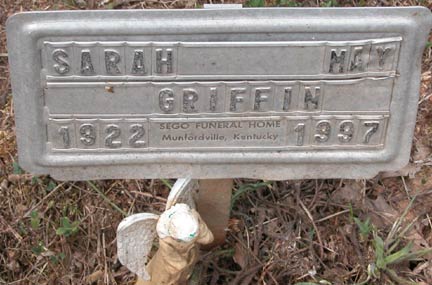 SARAH MAY
GRIFFIN
1922 SEGO FUNERAL HOME 1997
Munfordville, Kentucky